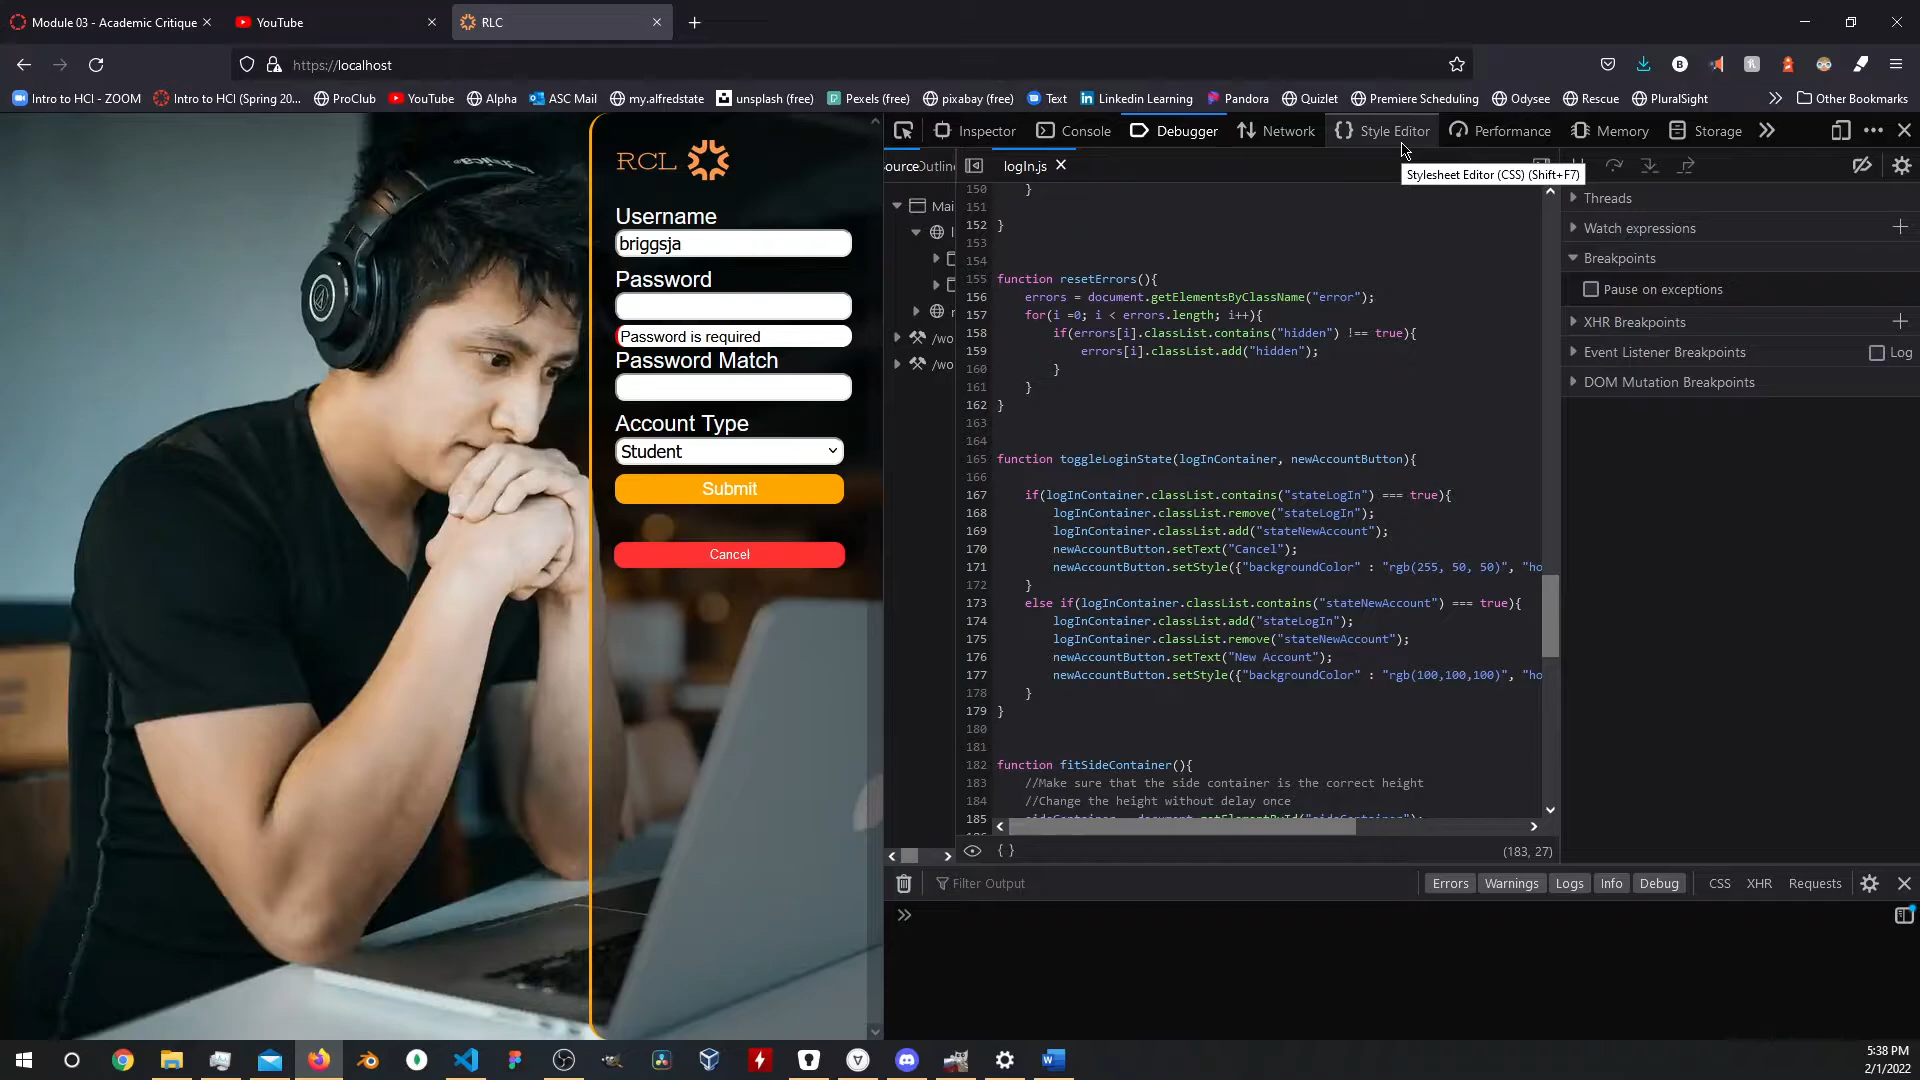 Module 03 - Academic Critique
YouTube
RLC
https://localhost
Intro to HCI - ZOOM
Intro to HCI (Spring 20...
ProClub
YouTube
Alpha
ASC Mail
my.alfredstate
unsplash (free)
Pexels (free)
pixabay (free)
Text
Linkedin Learning
Pandora
Quizlet
Premiere Scheduling
Odysee
Rescue
PluralSight
Other Bookmarks
RCL
Username
briggsja
Password
Password is required
Password Match
Account Type
Student
Submit
Cancel
Inspector
Console
Debugger
Network
Style Editor
Performance
Memory
Storage
Stylesheet Editor (CSS) (Shift+F7)
ource
Outlin
logIn.js
Mai
/wo
/wo
150 }
151
152 }
153
154
155 function resetErrors(){
156 errors = document.getElementsByClassName("error");
157 for(i =0; i < errors.length; i++){
158 if(errors[i].classList.contains("hidden") !== true){
159 errors[i].classList.add("hidden");
160 }
161 }
162 }
163
164
165 function toggleLoginState(logInContainer, newAccountButton){
166
167 if(logInContainer.classList.contains("stateLogIn") === true){
168 logInContainer.classList.remove("stateLogIn");
169 logInContainer.classList.add("stateNewAccount");
170 newAccountButton.setText("Cancel");
171 newAccountButton.setStyle({"backgroundColor" : "rgb(255, 50, 50)", "ho
172 }
173 else if(logInContainer.classList.contains("stateNewAccount") === true){
174 logInContainer.classList.add("stateLogIn");
175 logInContainer.classList.remove("stateNewAccount");
176 newAccountButton.setText("New Account");
177 newAccountButton.setStyle({"backgroundColor" : "rgb(100,100,100)", "ho
178 }
179 }
180
181
182 function fitSideContainer(){
183 //Make sure that the side container is the correct height
184 //Change the height without delay once
185 sideContainer = document.getElementById("sideContainer");
(183, 27)
Threads
Watch expressions
Breakpoints
Pause on exceptions
XHR Breakpoints
Event Listener Breakpoints
Log
DOM Mutation Breakpoints
Filter Output
Errors
Warnings
Logs
Info
Debug
CSS
XHR
Requests
5:38 PM
2/1/2022